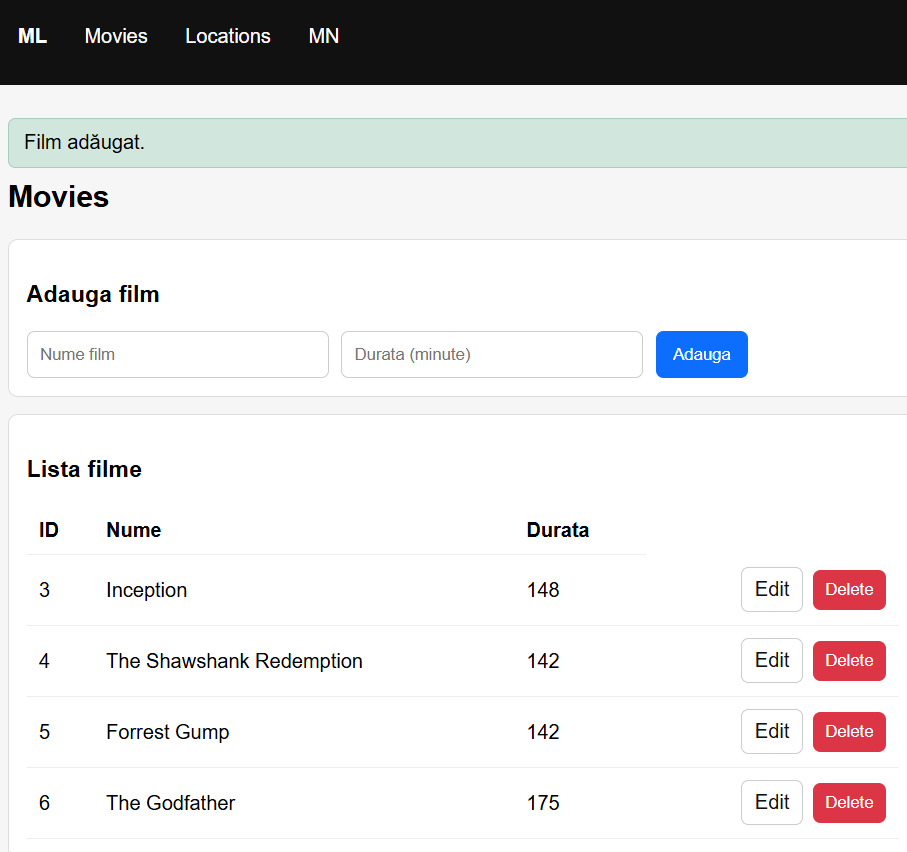 ML Movies Locations MN
Film adăugat.
Movies
Adauga film
Nume film Durata (minute) Adauga
Lista filme
ID Nume Durata
3 Inception 148 Edit Delete
4 The Shawshank Redemption 142 Edit Delete
5 Forrest Gump 142 Edit Delete
6 The Godfather 175 Edit Delete